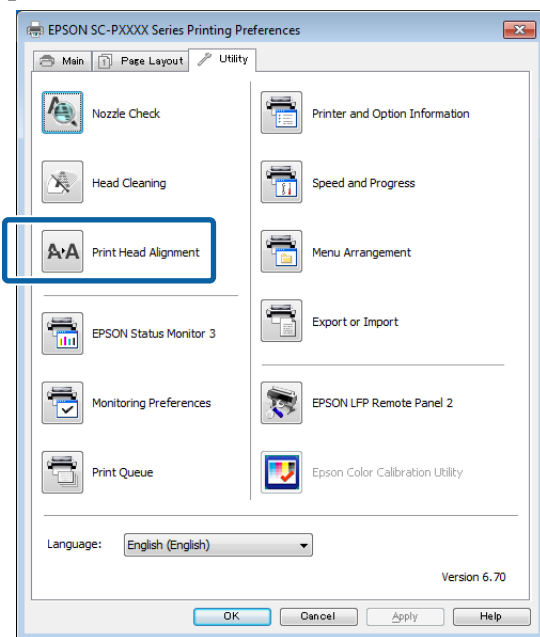 EPSON SC-PXXXX Series Printing Preferences
Main
Page Layout
Utility
Nozzle Check
Printer and Option Information
Head Cleaning
Speed and Progress
A A
Print Head Alignment
Menu Arrangement
EPSON Status Monitor 3
Export or Import
Monitoring Preferences
EPSON LFP Remote Panel 2
Print Queue
Epson Color Calibration Utility
Language:
English (English)
Version 6.70
OK
Cancel
Apply
Help